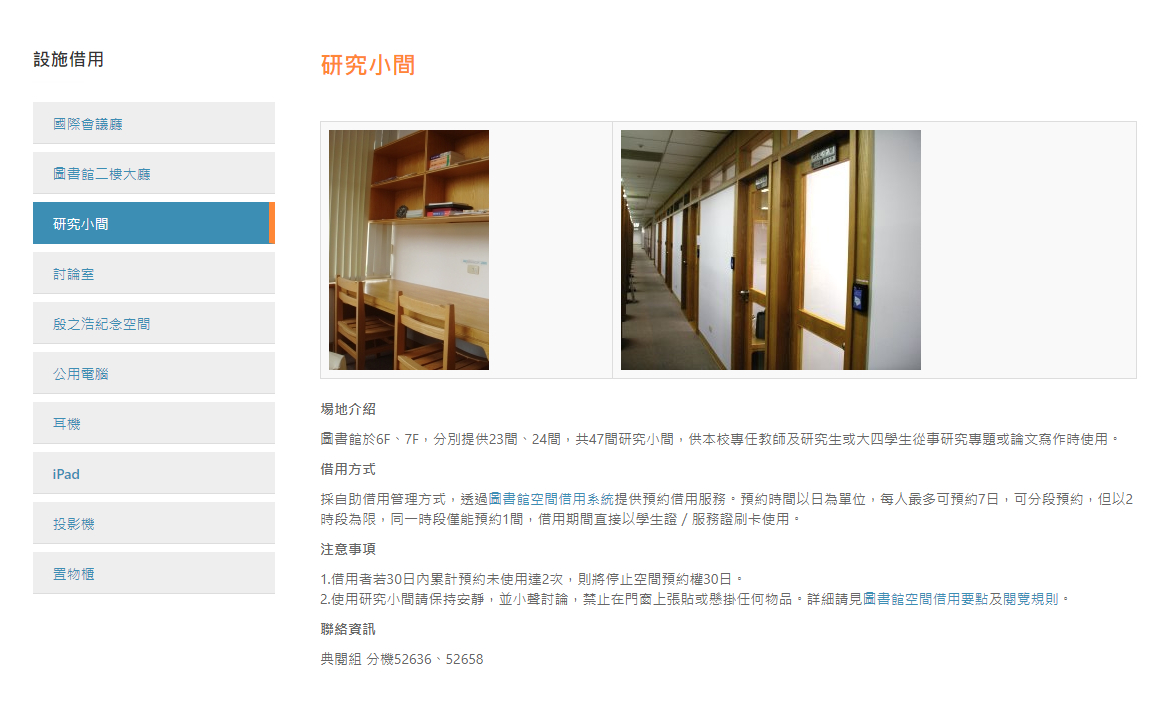 設施借用
國際會議廳
圖書館二樓大廳
研究小間
討論室
殷之浩紀念空間
公用電腦
耳機
iPad
投影機
置物櫃
研究小間
場地介紹
圖書館於6F、7F，分別提供23間、24間，共47間研究小間，供本校專任教師及研究生或大四學生從事研究專題或論文寫作時使用。
借用方式
採自助借用管理方式，透過圖書館空間借用系統提供預約借用服務。預約時間以日為單位，每人最多可預約7日，可分段預約，但以2
時段為限，同一時段僅能預約1間，借用期間直接以學生證 / 服務證刷卡使用。
注意事項
1.借用者若30日內累計預約未使用達2次，則將停止空間預約權30日。
2.使用研究小間請保持安靜，並小聲討論，禁止在門窗上張貼或懸掛任何物品。詳細請見圖書館空間借用要點及閱覽規則。
聯絡資訊
典閱組 分機52636、52658